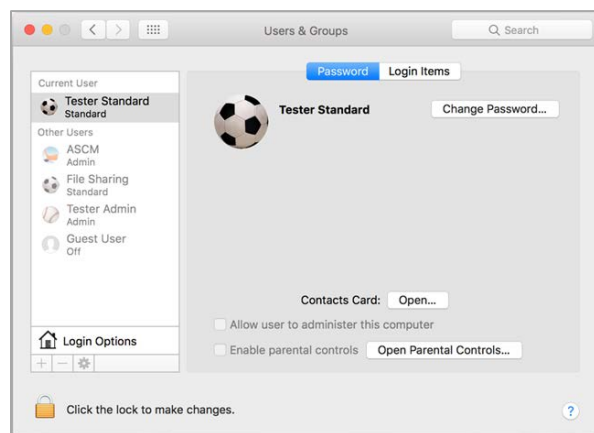 Users & Groups
Search
Password Login Items
Current User
Tester Standard
Standard
Other Users
ASCM
Admin
File Sharing
Standard
Tester Admin
Admin
Guest User
Off
Login Options
Tester Standard
Change Password...
Contacts Card: Open...
Allow user to administer this computer
Enable parental controls Open Parental Controls...
Click the lock to make changes.
?